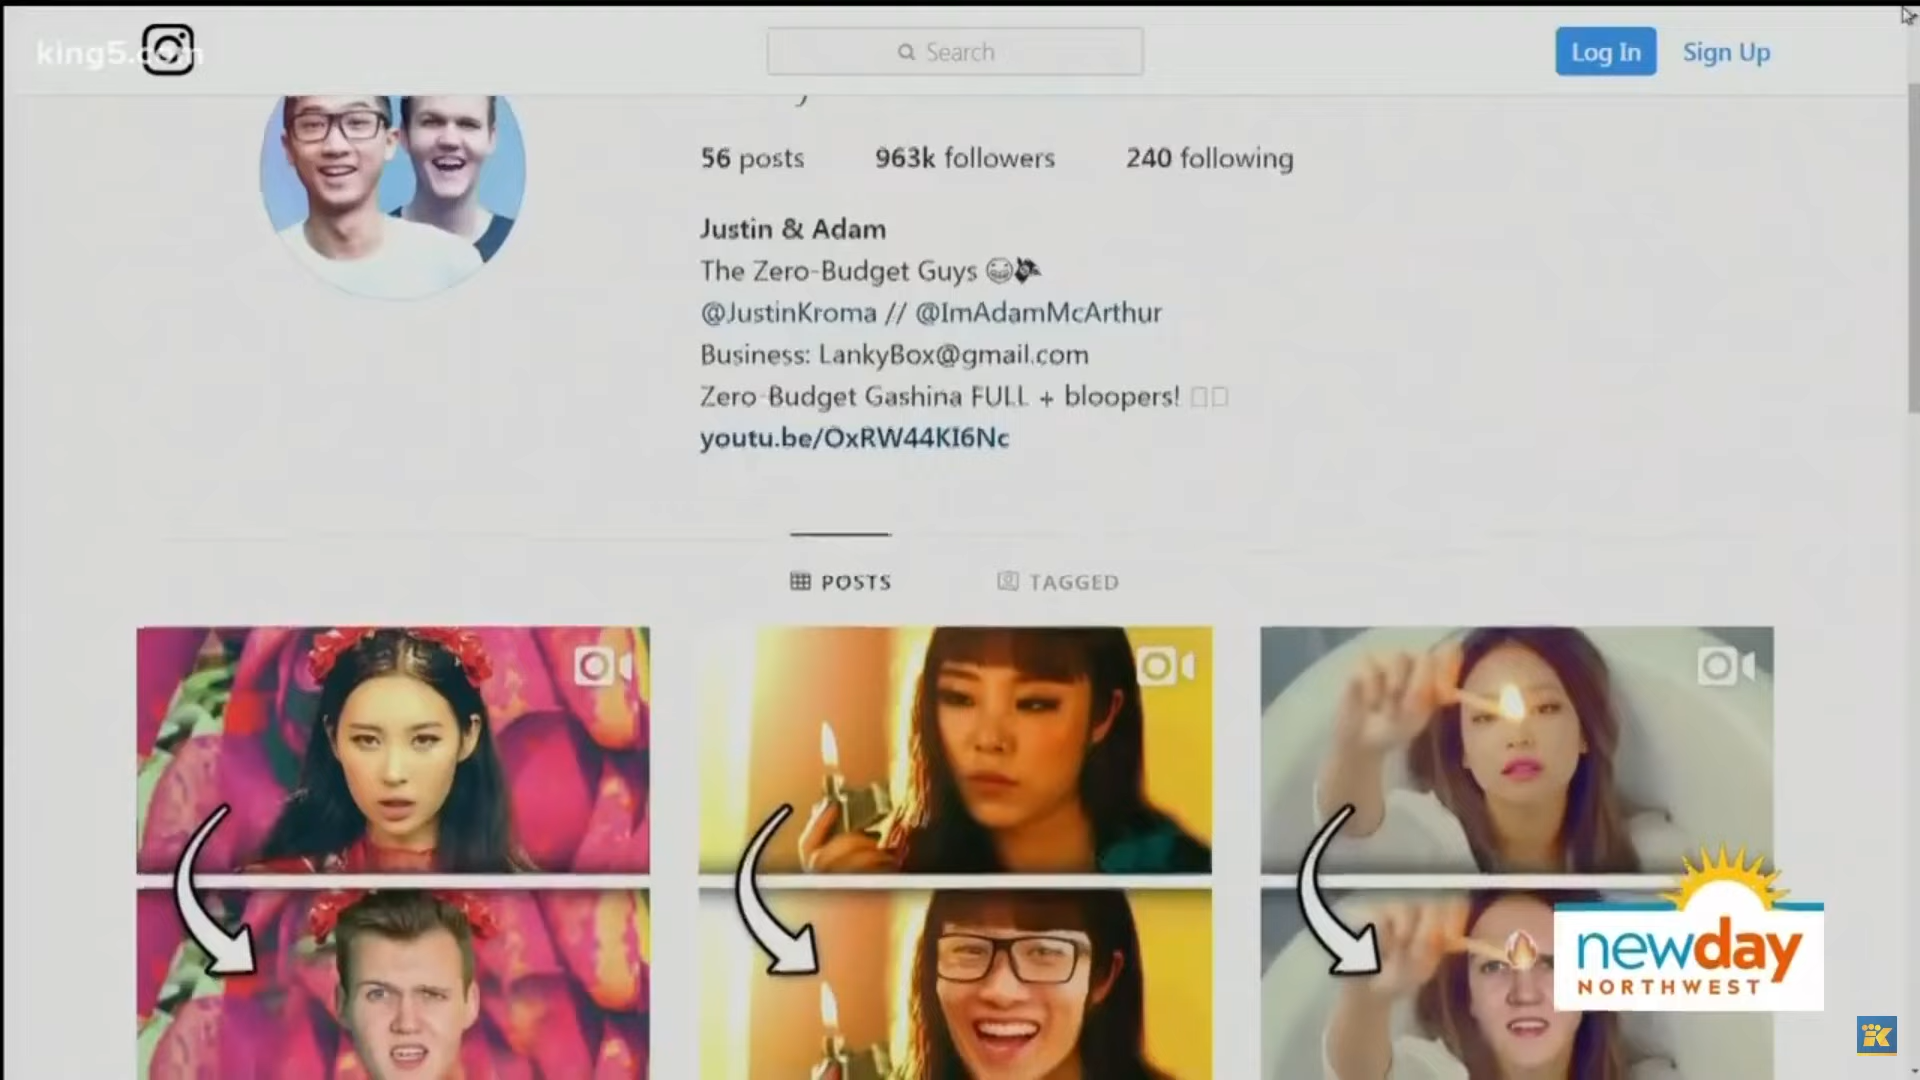 king5.com
Search
Log In
Sign Up
56 posts 963k followers 240 following
Justin & Adam
The Zero-Budget Guys
@JustinKroma // @ImAdamMcArthur
Business: LankyBox@gmail.com
Zero-Budget Gashina FULL + bloopers!
youtu.be/OxRW44KI6Nc
POSTS TAGGED
newday
NORTHWEST
K